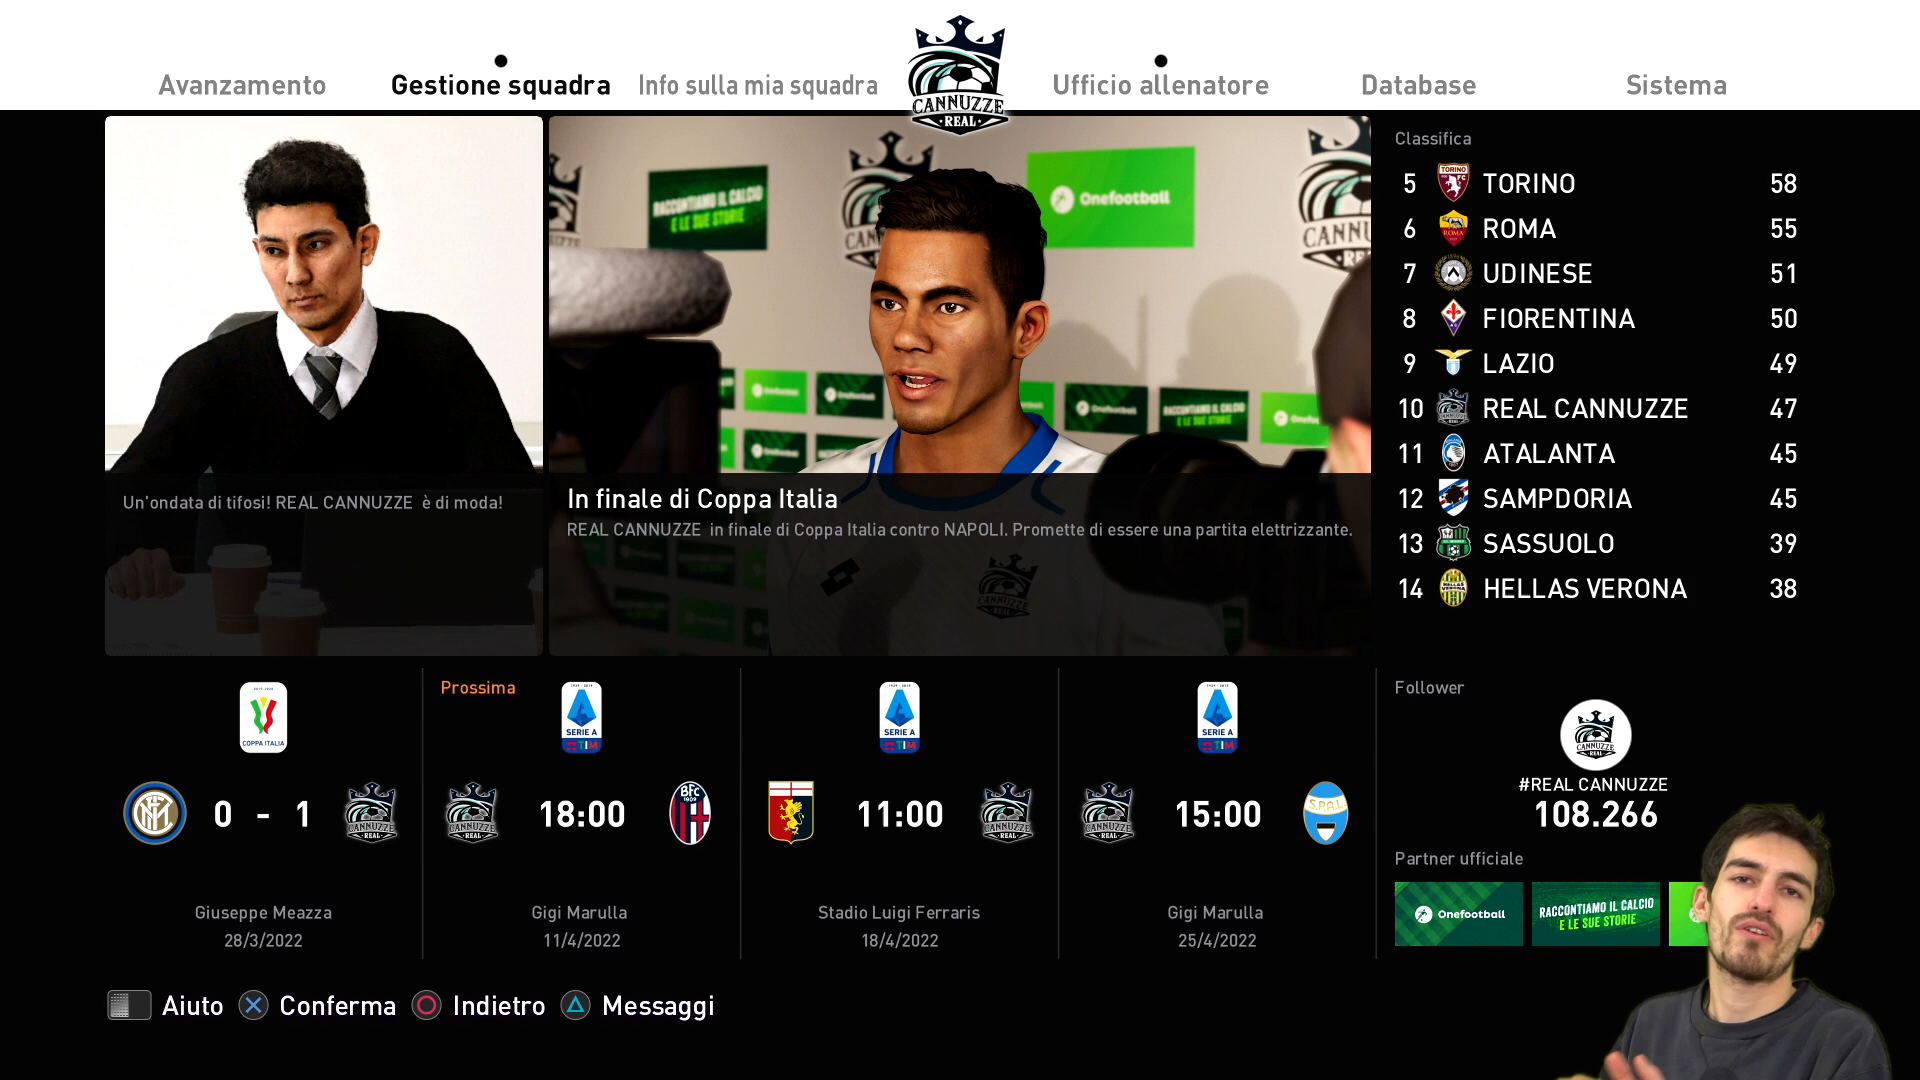 Avanzamento
Gestione squadra
Info sulla mia squadra
CANNUZZE
REAL
Ufficio allenatore
Database
Sistema
RACCONTIAMO IL CALCIO
E LE SUE STORIE
Onefootball
Un'ondata di tifosi! REAL CANNUZZE è di moda!
In finale di Coppa Italia
REAL CANNUZZE in finale di Coppa Italia contro NAPOLI. Promette di essere una partita elettrizzante.
Classifica
5 TORINO 58
6 ROMA 55
7 UDINESE 51
8 FIORENTINA 50
9 LAZIO 49
10 REAL CANNUZZE 47
11 ATALANTA 45
12 SAMPDORIA 45
13 SASSUOLO 39
14 HELLAS VERONA 38
COPPA ITALIA
0 - 1
Giuseppe Meazza
28/3/2022
Prossima
SERIE A
TIM
18:00
BFC
1909
Gigi Marulla
11/4/2022
SERIE A
TIM
11:00
Stadio Luigi Ferraris
18/4/2022
SERIE A
TIM
15:00
S.P.A.L.
Gigi Marulla
25/4/2022
Follower
CANNUZZE
REAL
#REAL CANNUZZE
108.266
Partner ufficiale
Onefootball
RACCONTIAMO IL CALCIO
E LE SUE STORIE
Aiuto
Conferma
Indietro
Messaggi